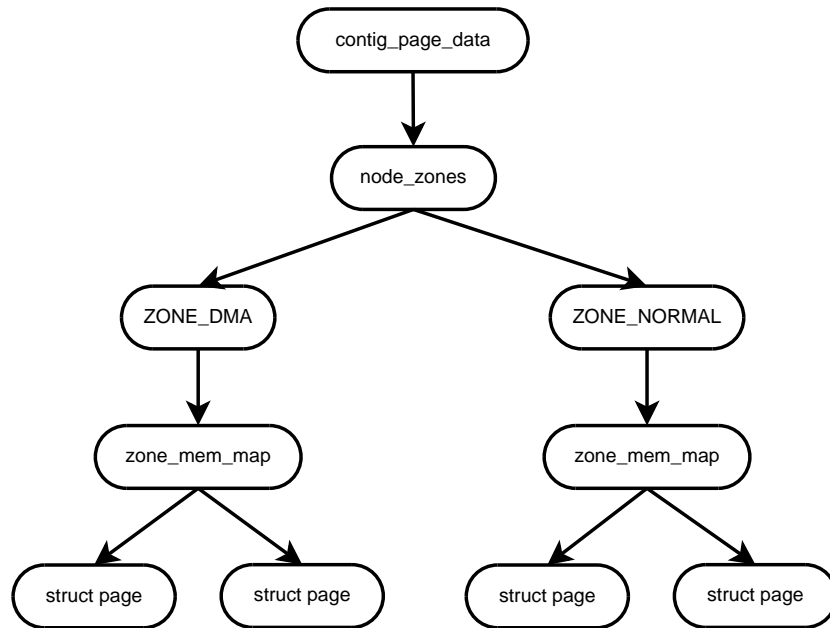 contig_page_data
node_zones
ZONE_DMA
ZONE_NORMAL
zone_mem_map
zone_mem_map
struct page
struct page
struct page
struct page